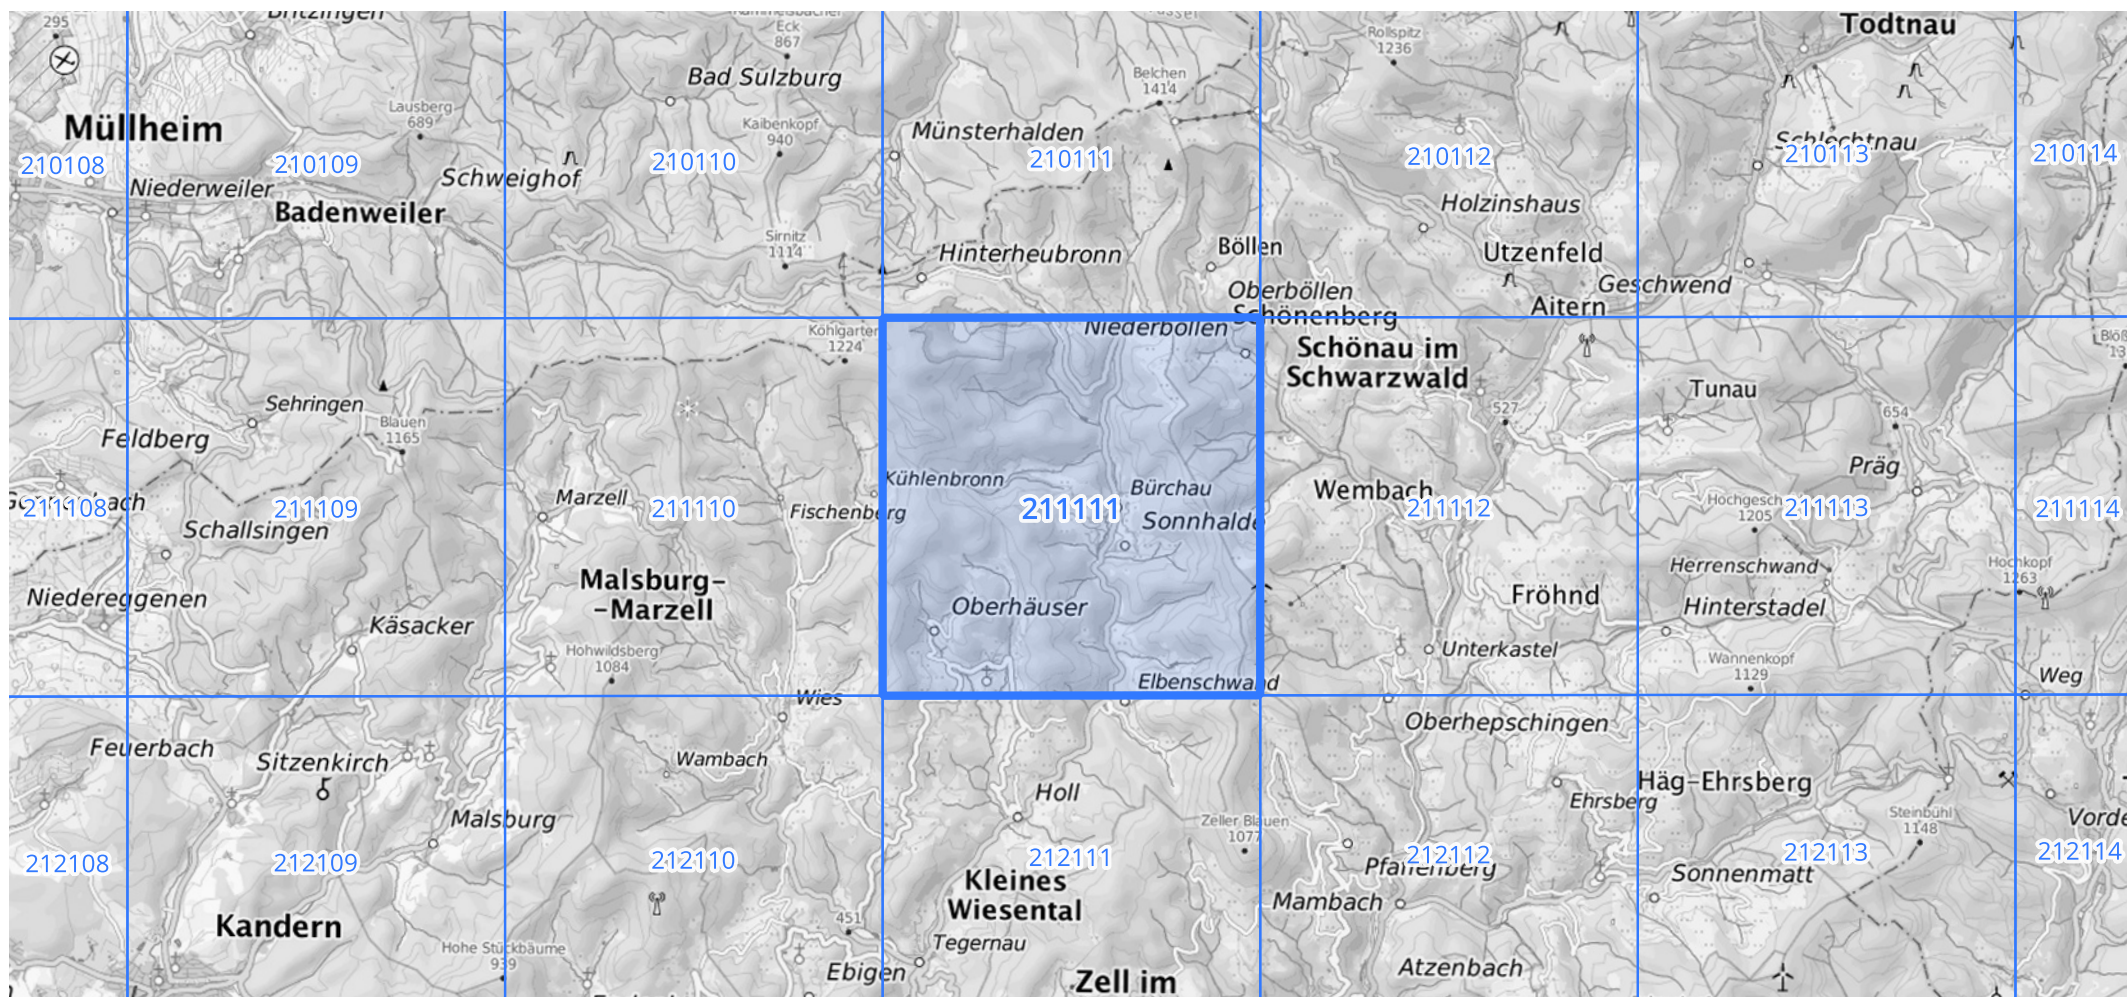 295
Britzingen
Eck
867
Bad Sulzburg
Lausberg
689
Kaibenkopf
940
Müllheim
Niederweiler
Badenweiler
Schweighof
Sirnitz
1114
Belchen
1414
Münsterhalden
Hinterheubronn
Böllen
Oberböllen
Schönenberg
Rollspitz
1236
Holzinshaus
Utzenfeld
Aitern
Geschwend
Todtnau
Schlechtnau
210108
210109
210110
210111
210112
210113
210114
Köhlgarten
1224
Niederböllen
Schönau im
Schwarzwald
527
Tunau
654
Präg
Sehringen
Blauen
1165
Feldberg
Schallsingen
Niedereggenen
Käsacker
Marzell
Fischenberg
Malsburg-
-Marzell
Hohwildsberg
1084
Kühlenbronn
Bürchau
Sonnhalde
Oberhäuser
Elbenschwand
Wembach
Fröhnd
Unterkastel
1205
Herrenschwand
Hinterstadel
Wannenkopf
1129
Hochkopf
1263
Weg
211108
211109
211110
211111
211112
211113
211114
Wies
Feuerbach
Sitzenkirch
Malsburg
Kandern
Wambach
Hohe Stückbäume
939
451
Ebigen
Holl
Zeller Blauen
1077
Kleines
Wiesental
Tegernau
Zell im
Oberhepschingen
Ehrsberg
Pfaffenberg
Mambach
Atzenbach
Häg-Ehrsberg
Steinbühl
1148
Sonnenmatt
Vorde
212108
212109
212110
212111
212112
212113
212114